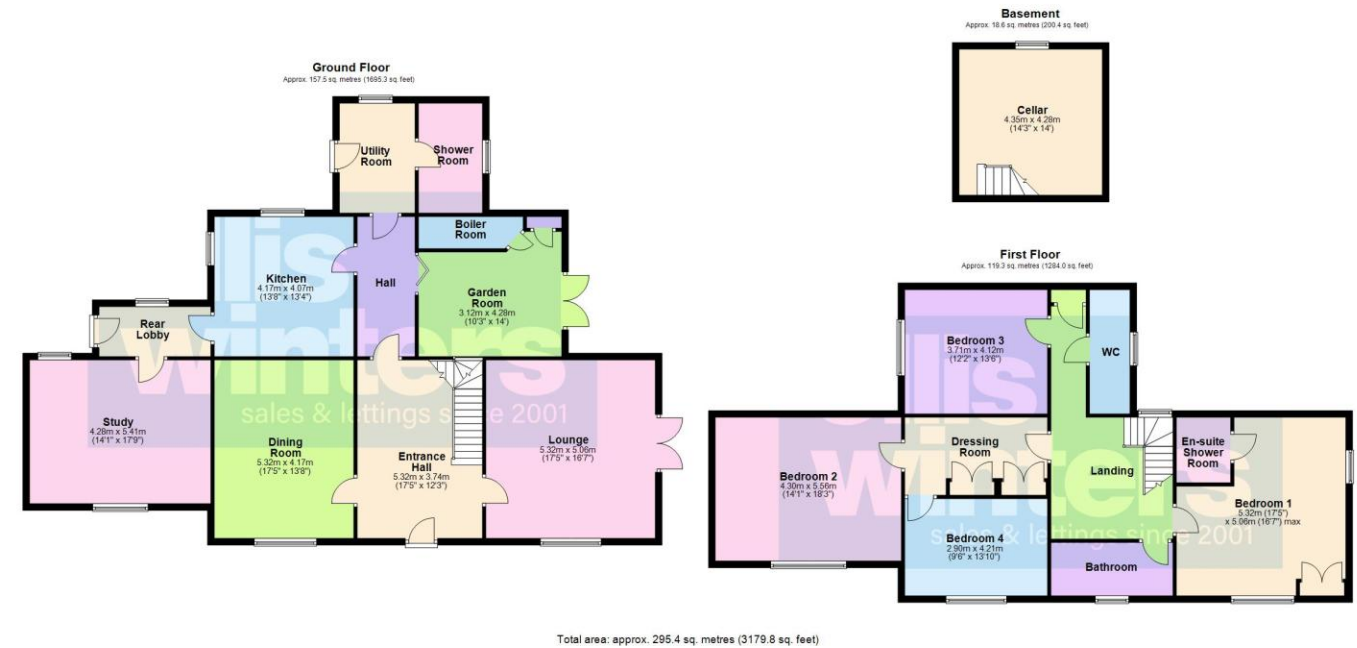 Ground Floor
Approx. 157.5 sq. metres (1695.3 sq. feet)
Utility
Room
Shower
Room
Boiler
Room
Kitchen
4.17m x 4.07m
(13'8" x 13'4")
Hall
Garden
Room
3.12m x 4.28m
(10'3" x 14')
Rear
Lobby
Study
4.28m x 5.41m
(14'1" x 17'9")
Dining
Room
5.32m x 4.17m
(17'5" x 13'8")
Entrance
Hall
5.32m x 3.74m
(17'5" x 12'3")
Lounge
5.32m x 5.06m
(17'5" x 16'7")
ellis
winters
sales & lettings since 2001
Basement
Approx. 18.6 sq. metres (200.4 sq. feet)
Cellar
4.35m x 4.28m
(14'3" x 14')
First Floor
Approx. 119.3 sq. metres (1284.0 sq. feet)
Bedroom 3
3.71m x 4.12m
(12'2" x 13'6")
WC
Bedroom 2
4.30m x 5.56m
(14'1" x 18'3")
Dressing
Room
Landing
En-suite
Shower
Room
Bedroom 1
5.32m (17'5")
x 5.06m (16'7") max
Bedroom 4
2.90m x 4.21m
(9'6" x 13'10")
Bathroom
ellis
winters
sales & lettings since 2001
Total area: approx. 295.4 sq. metres (3179.8 sq. feet)